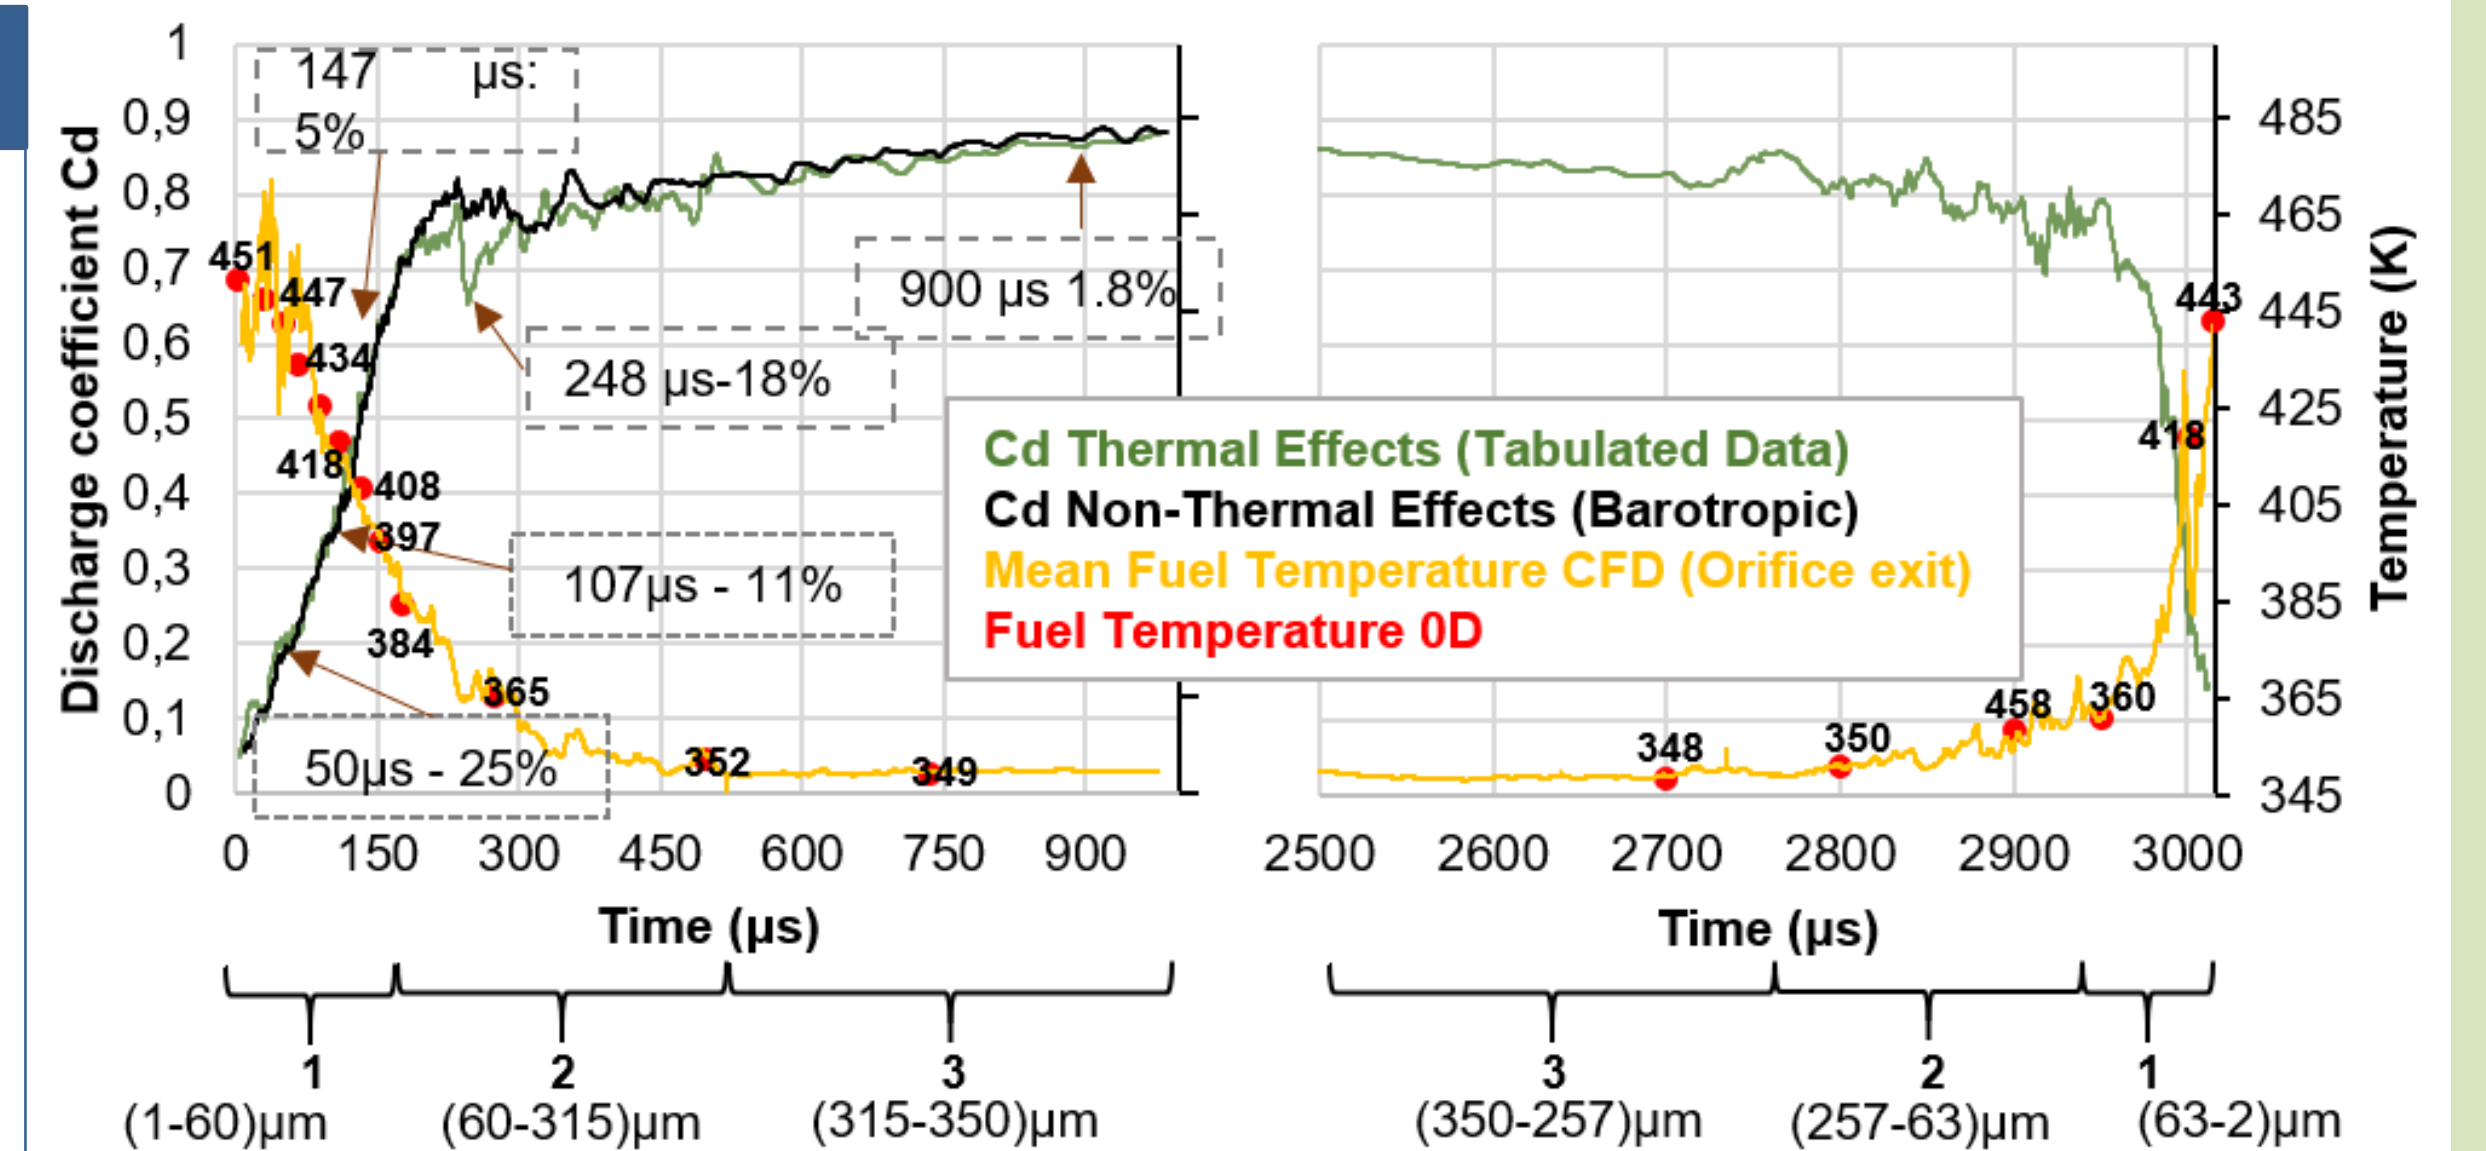 1
0,9
0,8
0,7
0,6
0,5
0,4
0,3
0,2
0,1
0
Discharge coefficient Cd
147 µs:
5%
451
447
434
418
408
397
384
365
352
349
900 µs 1.8%
248 µs-18%
107µs - 11%
50µs - 25%
Cd Thermal Effects (Tabulated Data)
Cd Non-Thermal Effects (Barotropic)
Mean Fuel Temperature CFD (Orifice exit)
Fuel Temperature 0D
348
350
458
360
418
443
485
465
445
425
405
385
365
345
Temperature (K)
0 150 300 450 600 750 900
2500 2600 2700 2800 2900 3000
Time (µs)
Time (µs)
1 2 3
3 2 1
(1-60)µm (60-315)µm (315-350)µm
(350-257)µm (257-63)µm (63-2)µm